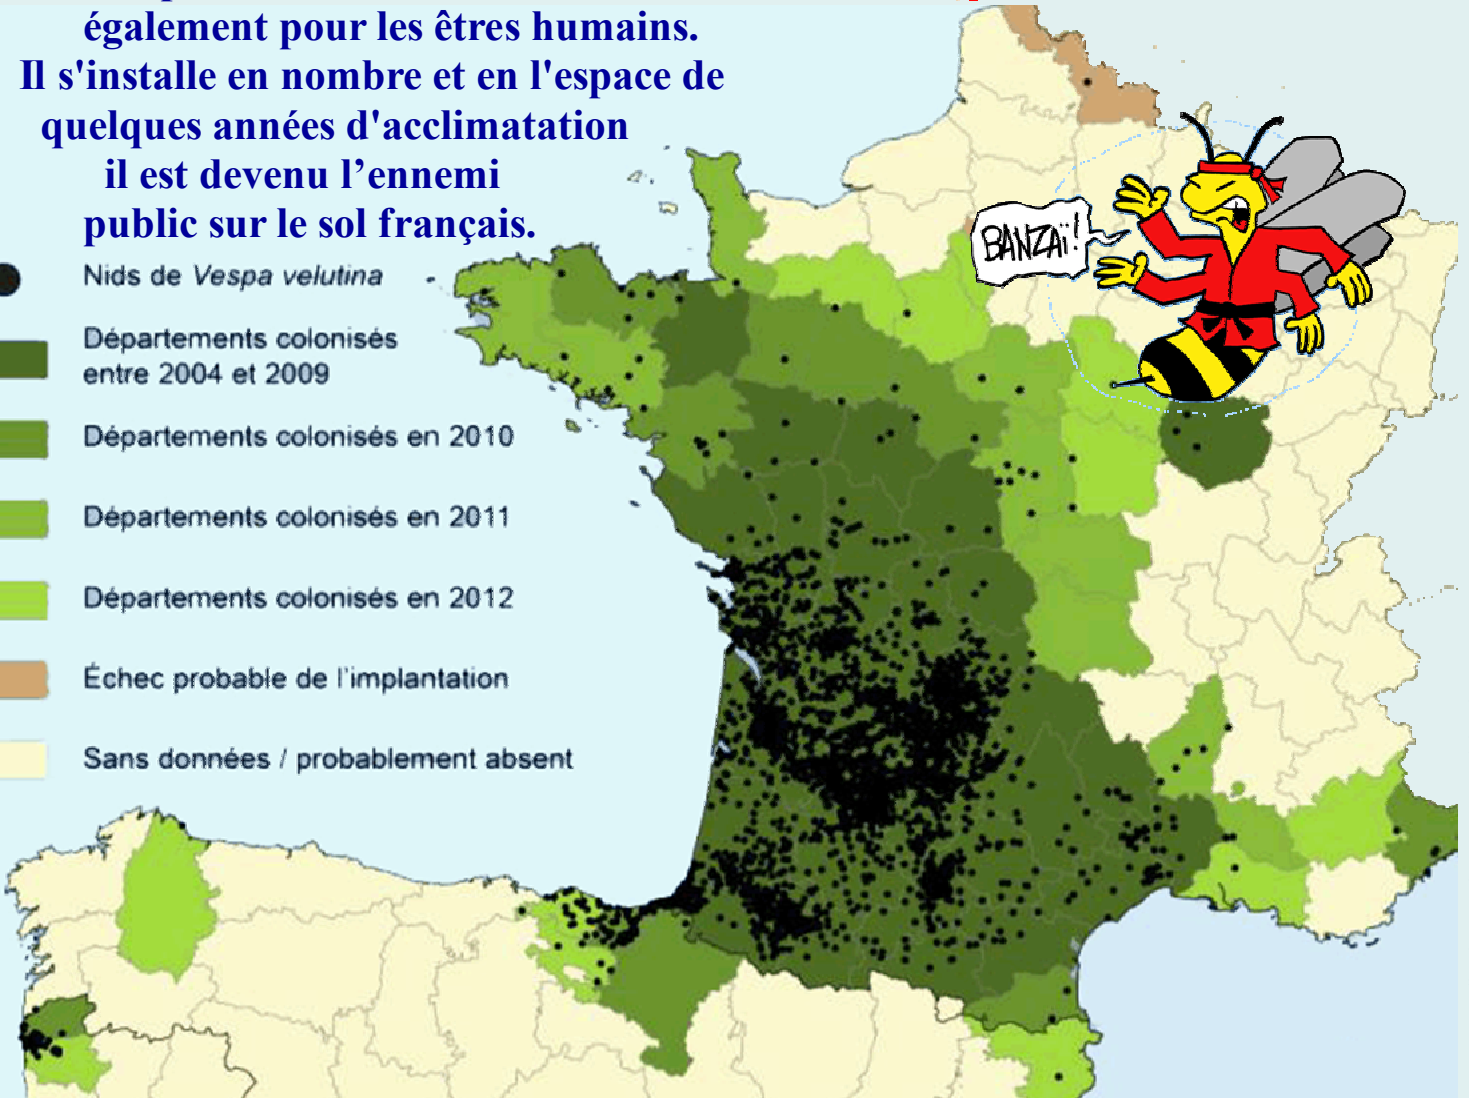 également pour les êtres humains.
Il s'installe en nombre et en l'espace de
quelques années d'acclimatation
il est devenu l’ennemi
public sur le sol français.
BANZAÏ!
Nids de Vespa velutina
Départements colonisés
entre 2004 et 2009
Départements colonisés en 2010
Départements colonisés en 2011
Départements colonisés en 2012
Échec probable de l'implantation
Sans données / probablement absent